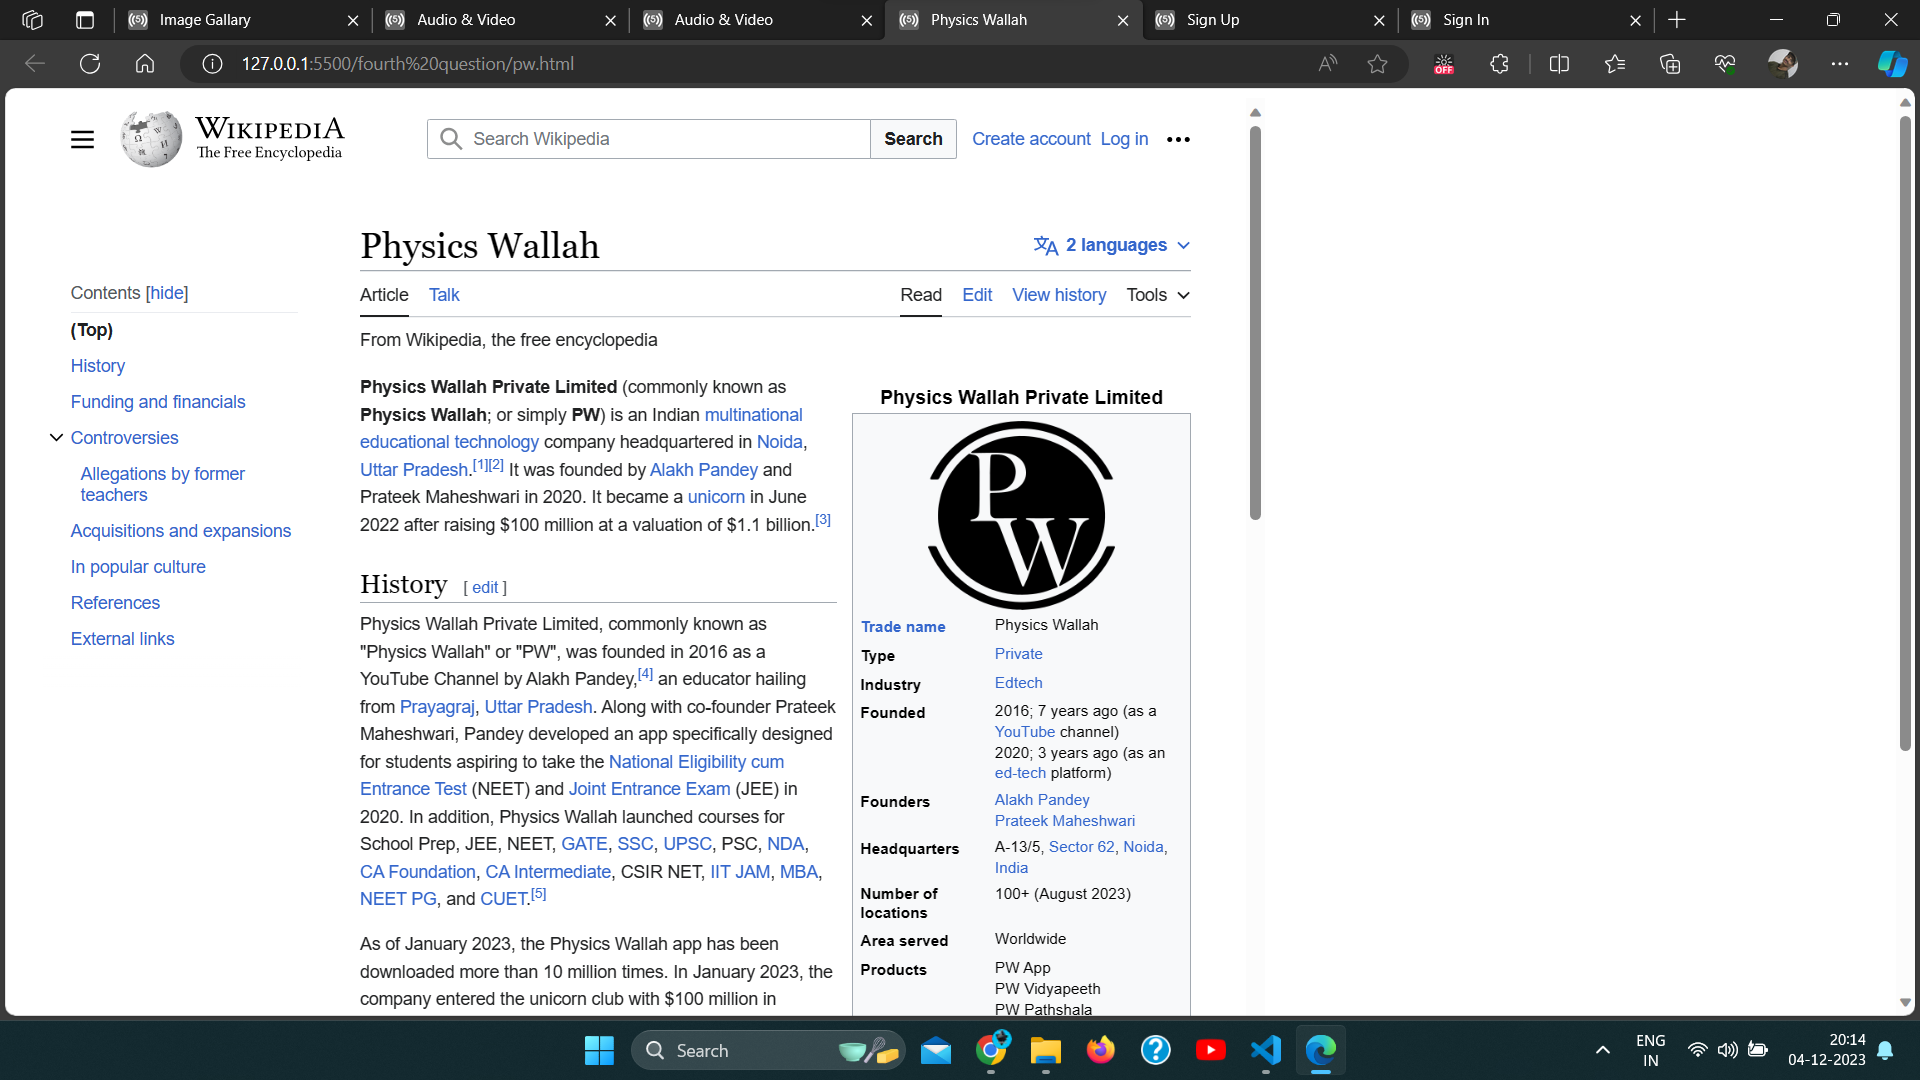 Image Gallary
Audio & Video
Audio & Video
Physics Wallah
Sign Up
Sign In
127.0.0.1:5500/fourth%20question/pw.html
OFF
WIKIPEDIA
The Free Encyclopedia
Search Wikipedia
Search
Create account Log in
Physics Wallah
2 languages
Contents [hide]
(Top)
History
Funding and financials
Controversies
Allegations by former
teachers
Acquisitions and expansions
In popular culture
References
External links
Article Talk
Read Edit View history Tools
From Wikipedia, the free encyclopedia
Physics Wallah Private Limited (commonly known as
Physics Wallah; or simply PW) is an Indian multinational
educational technology company headquartered in Noida,
Uttar Pradesh.[1][2] It was founded by Alakh Pandey and
Prateek Maheshwari in 2020. It became a unicorn in June
2022 after raising $100 million at a valuation of $1.1 billion.[3]
History [ edit ]
Physics Wallah Private Limited, commonly known as
"Physics Wallah" or "PW", was founded in 2016 as a
YouTube Channel by Alakh Pandey,[4] an educator hailing
from Prayagraj, Uttar Pradesh. Along with co-founder Prateek
Maheshwari, Pandey developed an app specifically designed
for students aspiring to take the National Eligibility cum
Entrance Test (NEET) and Joint Entrance Exam (JEE) in
2020. In addition, Physics Wallah launched courses for
School Prep, JEE, NEET, GATE, SSC, UPSC, PSC, NDA,
CA Foundation, CA Intermediate, CSIR NET, IIT JAM, MBA,
NEET PG, and CUET.[5]
As of January 2023, the Physics Wallah app has been
downloaded more than 10 million times. In January 2023, the
company entered the unicorn club with $100 million in
Physics Wallah Private Limited
P
W
Trade name Physics Wallah
Type Private
Industry Edtech
Founded 2016; 7 years ago (as a
YouTube channel)
2020; 3 years ago (as an
ed-tech platform)
Founders Alakh Pandey
Prateek Maheshwari
Headquarters A-13/5, Sector 62, Noida,
India
Number of 100+ (August 2023)
locations
Area served Worldwide
Products PW App
PW Vidyapeeth
PW Pathshala
Search
ENG
IN
20:14
04-12-2023